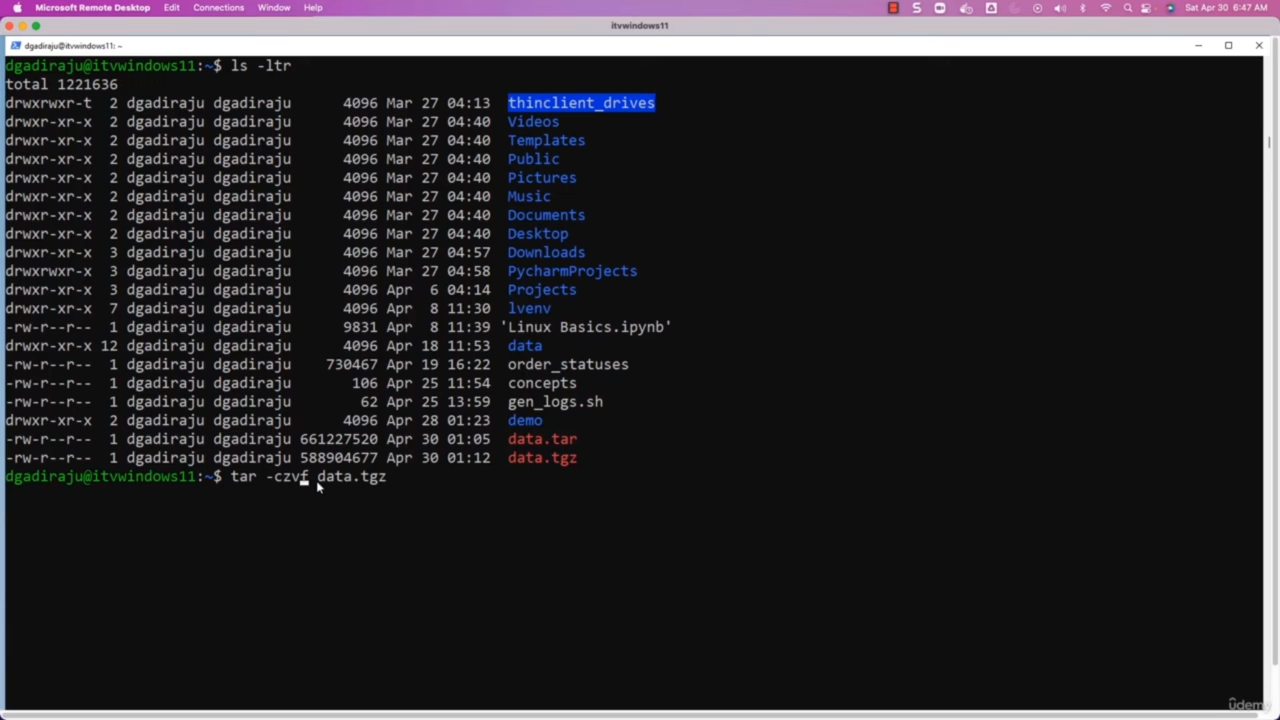 Microsoft Remote Desktop Edit Connections Window Help Sat Apr 30 6:47 AM
itvwindows11
dgadiraju@itvwindows11: ~
dgadiraju@itvwindows11:~$ ls -ltr
total 1221636
drwxrwxr-t 2 dgadiraju dgadiraju 4096 Mar 27 04:13 thinclient_drives
drwxr-xr-x 2 dgadiraju dgadiraju 4096 Mar 27 04:40 Videos
drwxr-xr-x 2 dgadiraju dgadiraju 4096 Mar 27 04:40 Templates
drwxr-xr-x 2 dgadiraju dgadiraju 4096 Mar 27 04:40 Public
drwxr-xr-x 2 dgadiraju dgadiraju 4096 Mar 27 04:40 Pictures
drwxr-xr-x 2 dgadiraju dgadiraju 4096 Mar 27 04:40 Music
drwxr-xr-x 2 dgadiraju dgadiraju 4096 Mar 27 04:40 Documents
drwxr-xr-x 2 dgadiraju dgadiraju 4096 Mar 27 04:40 Desktop
drwxr-xr-x 3 dgadiraju dgadiraju 4096 Mar 27 04:57 Downloads
drwxrwxr-x 3 dgadiraju dgadiraju 4096 Mar 27 04:58 PycharmProjects
drwxr-xr-x 3 dgadiraju dgadiraju 4096 Apr 6 04:14 Projects
drwxr-xr-x 7 dgadiraju dgadiraju 4096 Apr 8 11:30 lvenv
-rw-r--r-- 1 dgadiraju dgadiraju 9831 Apr 8 11:39 'Linux Basics.ipynb'
drwxr-xr-x 12 dgadiraju dgadiraju 4096 Apr 18 11:53 data
-rw-r--r-- 1 dgadiraju dgadiraju 730467 Apr 19 16:22 order_statuses
-rw-r--r-- 1 dgadiraju dgadiraju 106 Apr 25 11:54 concepts
-rw-r--r-- 1 dgadiraju dgadiraju 62 Apr 25 13:59 gen_logs.sh
drwxr-xr-x 2 dgadiraju dgadiraju 4096 Apr 28 01:23 demo
-rw-r--r-- 1 dgadiraju dgadiraju 661227520 Apr 30 01:05 data.tar
-rw-r--r-- 1 dgadiraju dgadiraju 588904677 Apr 30 01:12 data.tgz
dgadiraju@itvwindows11:~$ tar -czvf data.tgz
ûdemy